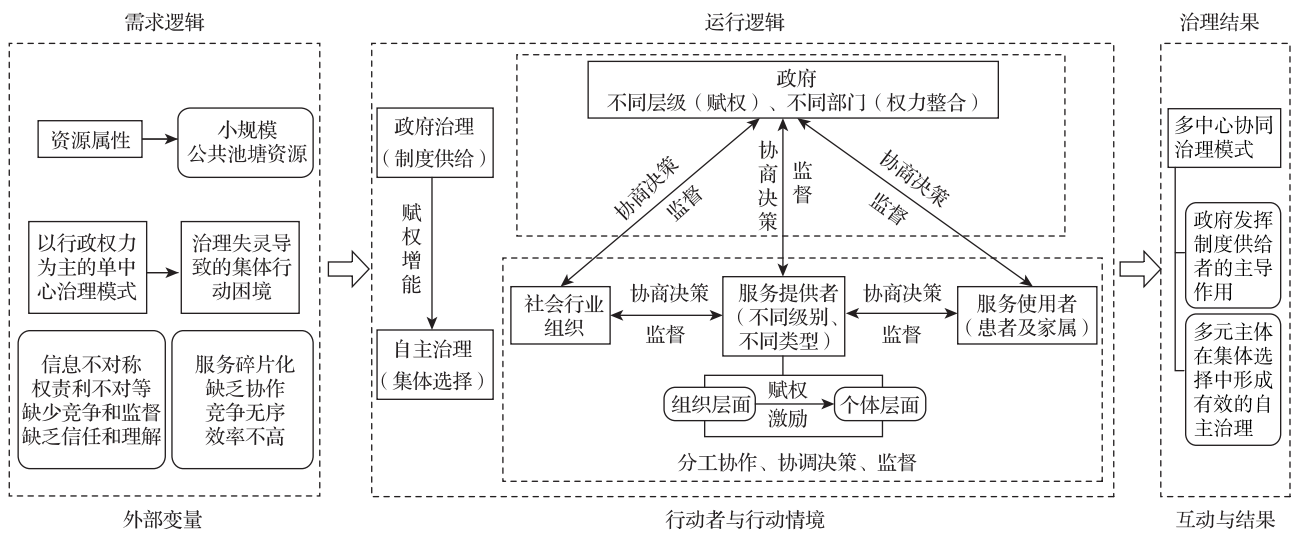 需求逻辑
资源属性
小规模
公共池塘资源
以行政权力
为主的单中
心治理模式
治理失灵导
致的集体行
动困境
信息不对称
权责利不对等
缺少竞争和监督
缺乏信任和理解
服务碎片化
缺乏协作
竞争无序
效率不高
外部变量
运行逻辑
政府治理
（制度供给）
赋权增能
自主治理
（集体选择）
政府
不同层级（赋权）、不同部门（权力整合）
协商决策
监督
协商决策
监督
协商决策
监督
社会行业
组织
协商决策
监督
服务提供者
（不同级别、
不同类型）
协商决策
监督
服务使用者
（患者及家属）
组织层面
赋权
激励
个体层面
分工协作、协调决策、监督
行动者与行动情境
治理结果
多中心协同
治理模式
政府发挥
制度供给
者的主导
作用
多元主体
在集体选
择中形成
有效的自
主治理
互动与结果